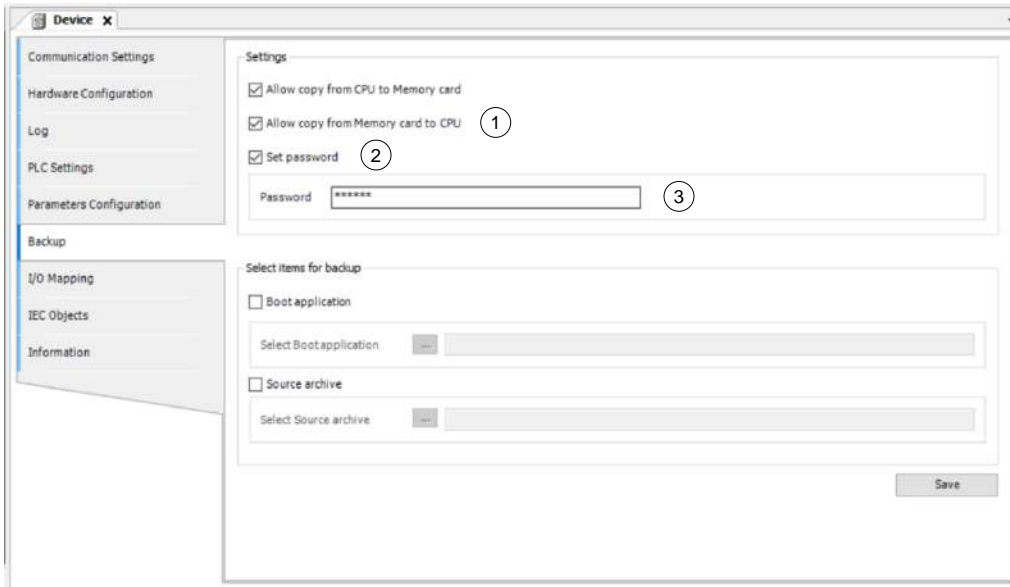 Device X
Communication Settings
Hardware Configuration
Log
PLC Settings
Parameters Configuration
Backup
I/O Mapping
IEC Objects
Information
Settings
Allow copy from CPU to Memory card
Allow copy from Memory card to CPU 1
Set password 2
Password ****** 3
Select items for backup
Boot application
Select Boot application ...
Source archive
Select Source archive ...
Save